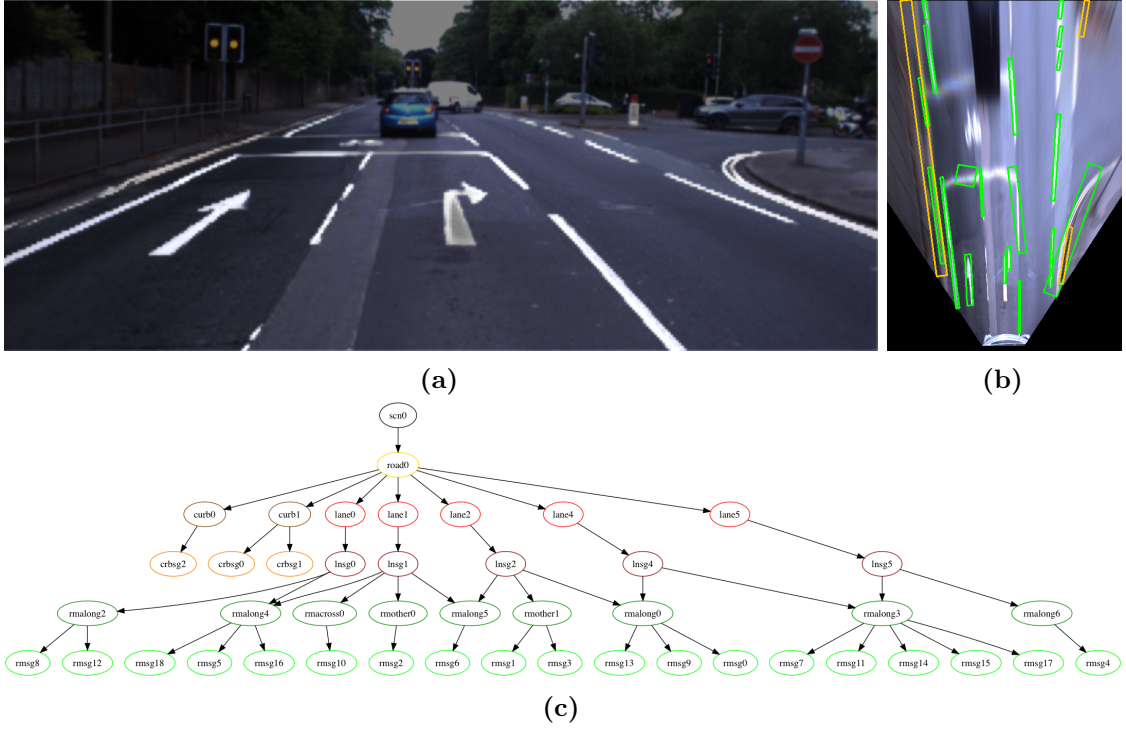 (a)
(b)
scn0
road0
curb0 curb1 lane0 lane1 lane2 lane4 lane5
crbsg2 crbsg0 crbsg1 lnsg0 lnsg1 lnsg2 lnsg4 lnsg5
rmalong2 rmalong4 rmacross0 rmother0 rmalong5 rmother1 rmalong0 rmalong3 rmalong6
rmsg8 rmsg12 rmsg18 rmsg5 rmsg16 rmsg10 rmsg2 rmsg6 rmsg1 rmsg3 rmsg13 rmsg9 rmsg0 rmsg7 rmsg11 rmsg14 rmsg15 rmsg17 rmsg4
(c)